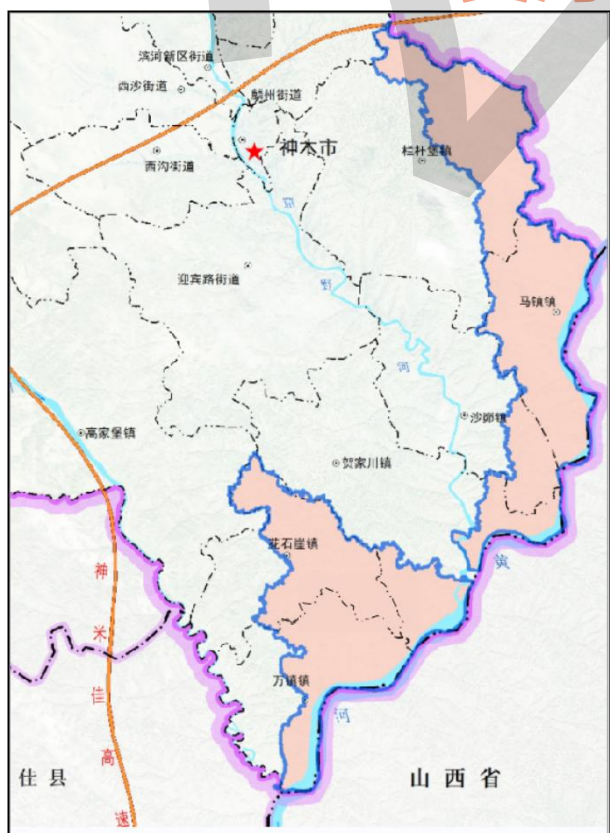 滨河新区街道
西沙街道
麟州街道
神木市
西沟街道
栏杆堡镇
窟
迎宾路街道
野
马镇镇
河
沙峁镇
高家堡镇
贺家川镇
花石崖镇
黄
神
米
佳
高
速
万镇镇
河
佳县
山西省